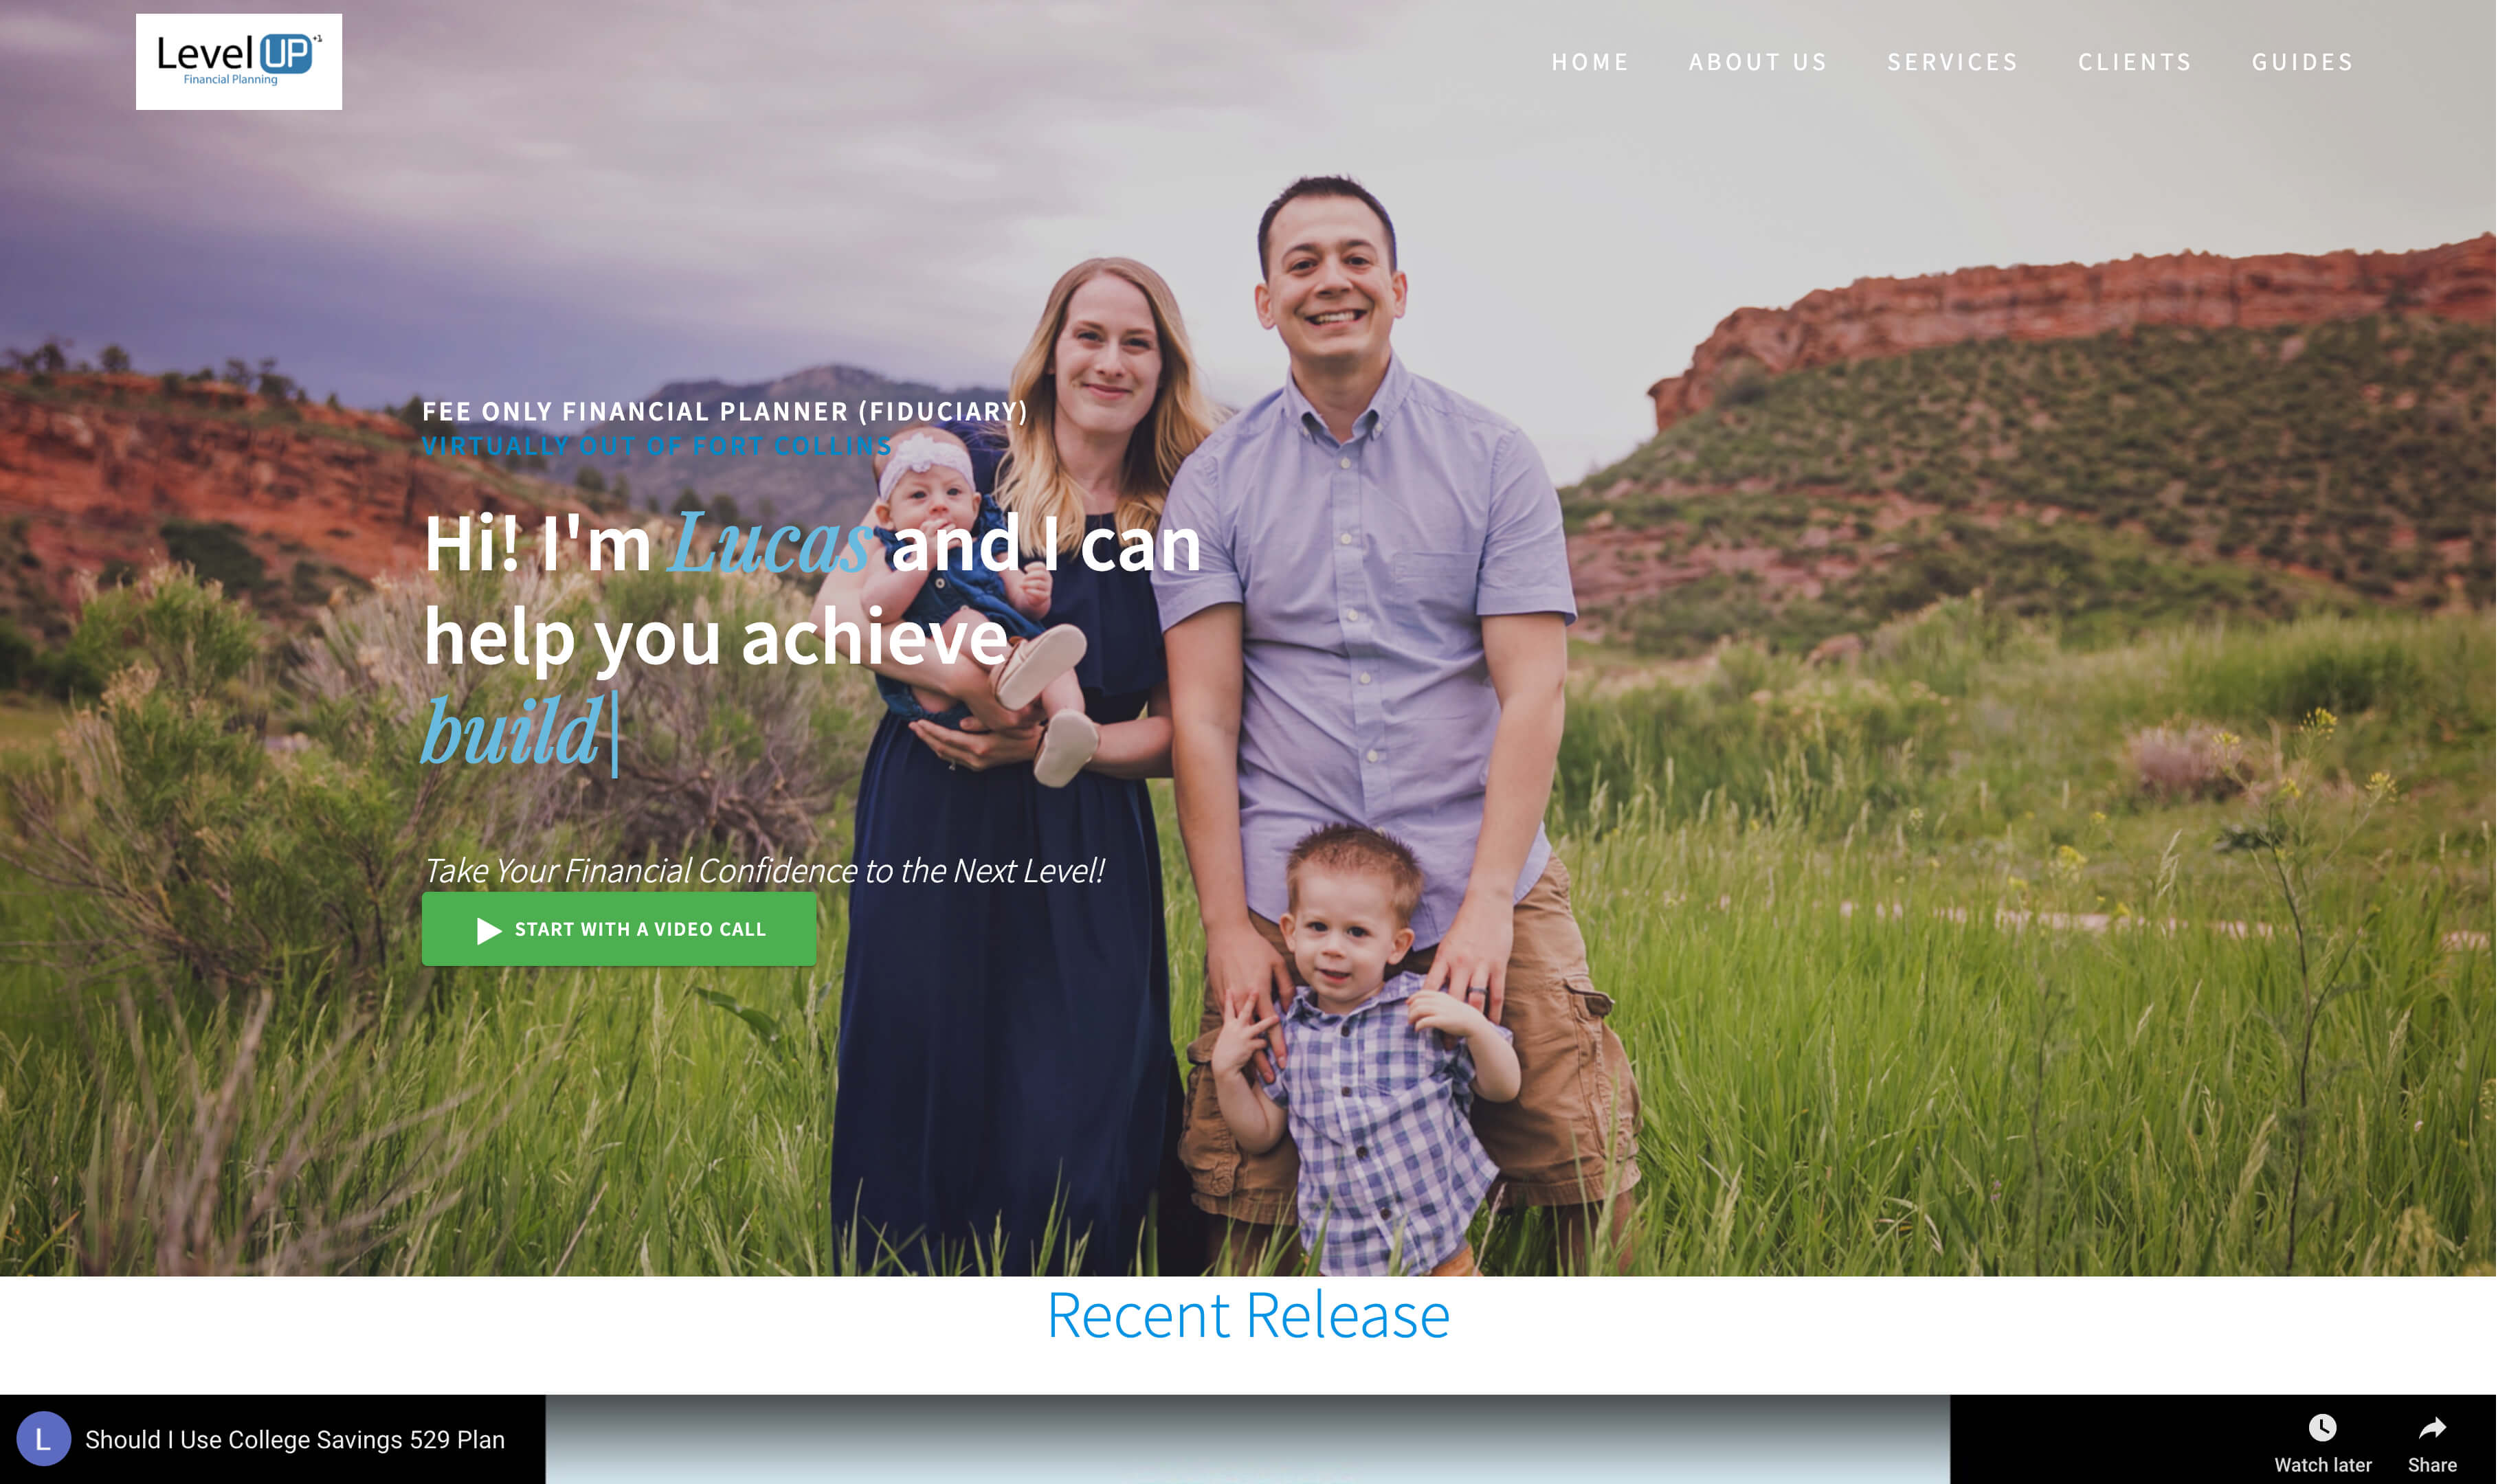 Level UP +1
Financial Planning
HOME ABOUT US SERVICES CLIENTS GUIDES
FEE ONLY FINANCIAL PLANNER (FIDUCIARY)
VIRTUALLY OUT OF FORT COLLINS
Hi! I'm Lucas and I can
help you achieve
build|
Take Your Financial Confidence to the Next Level!
START WITH A VIDEO CALL
Recent Release
L Should I Use College Savings 529 Plan
Watch later Share